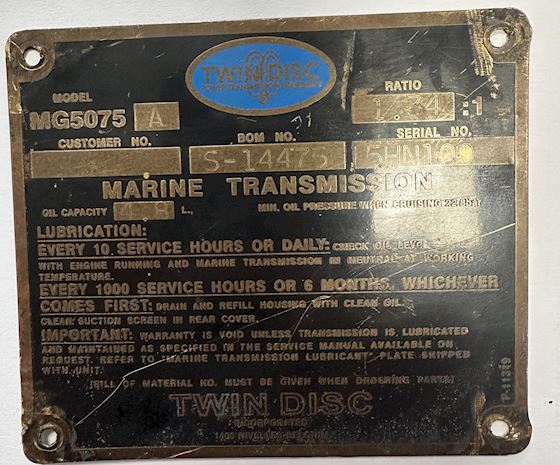 TWIN DISC
MODEL
MG5075 A
RATIO
:1
CUSTOMER NO.
BOM NO.
S-14475
SERIAL NO.
MARINE TRANSMISSION
OIL CAPACITY L.
MIN. OIL PRESSURE WHEN CRUISING
LUBRICATION:
EVERY 10 SERVICE HOURS OR DAILY: CHECK OIL LEVEL
WITH ENGINE RUNNING AND MARINE TRANSMISSION IN NEUTRAL AT WORKING
TEMPERATURE.
EVERY 1000 SERVICE HOURS OR 6 MONTHS, WHICHEVER
COMES FIRST: DRAIN AND REFILL HOUSING WITH CLEAN OIL.
CLEAN SUCTION SCREEN IN REAR COVER.
IMPORTANT: WARRANTY IS VOID UNLESS TRANSMISSION IS LUBRICATED
AND MAINTAINED AS SPECIFIED IN THE SERVICE MANUAL AVAILABLE ON
REQUEST. REFER TO "MARINE TRANSMISSION LUBRICANT" PLATE SHIPPED
WITH UNIT.
(BILL OF MATERIAL NO. MUST BE GIVEN WHEN ORDERING PARTS)
TWIN DISC
INCORPORATED
1400 NIVELLES-BELGIUM